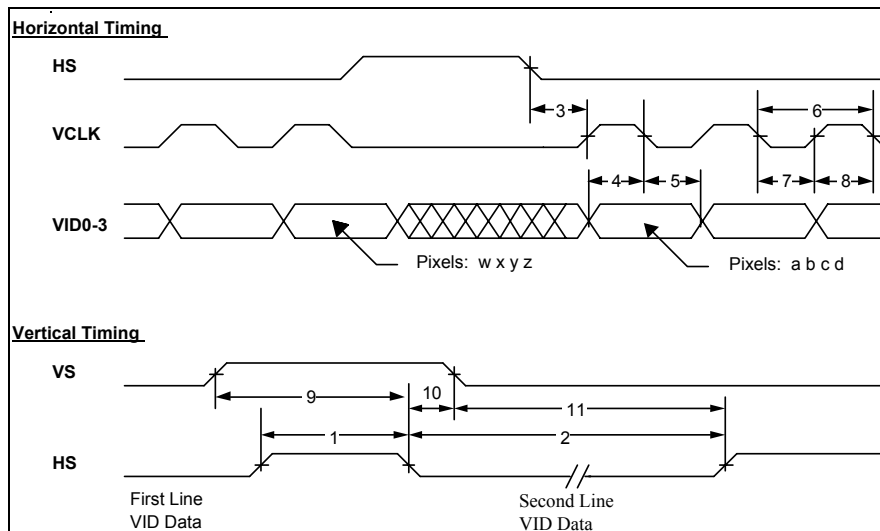 Horizontal Timing
HS
3
6
VCLK
4
5
7
8
VID0-3
Pixels: w x y z
Pixels: a b c d
Vertical Timing
VS
9
10
11
1
2
HS
First Line
VID Data
Second Line
VID Data